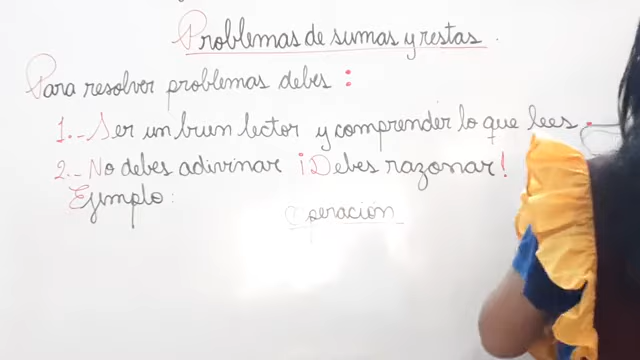 Problemas de sumas y restas.
Para resolver problemas debes :
1.- Ser un buen lector y comprender lo que lees.
2.- No debes adivinar ¡Debes razonar!
Ejemplo:
Operación